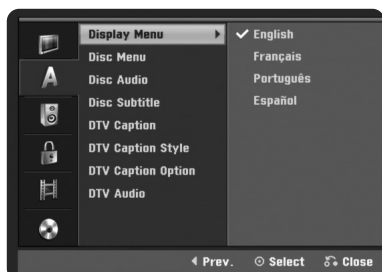 A
Display Menu
Disc Menu
Disc Audio
Disc Subtitle
DTV Caption
DTV Caption Style
DTV Caption Option
DTV Audio
English
Français
Português
Español
Prev. Select Close